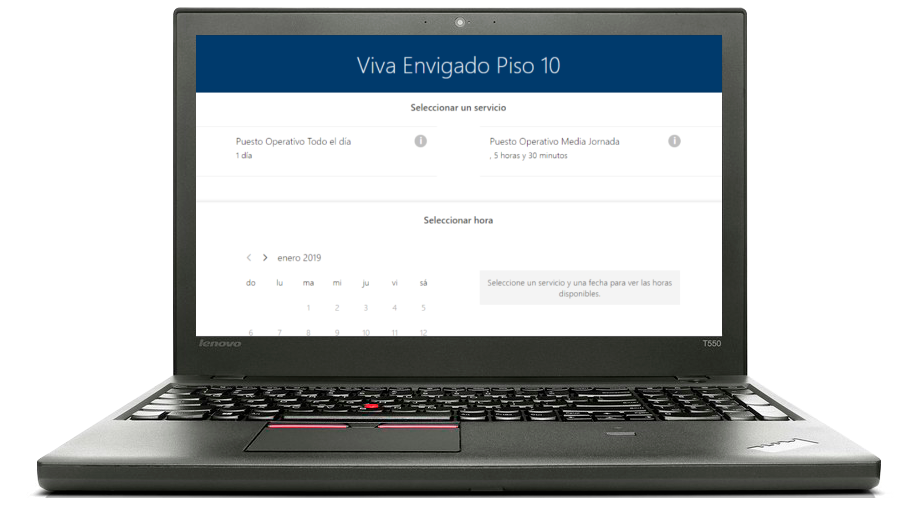 Viva Envigado Piso 10
Seleccionar un servicio
Puesto Operativo Todo el día
1 día
Puesto Operativo Media Jornada
, 5 horas y 30 minutos
Seleccionar hora
enero 2019
do lu ma mi ju vi sá
1 2 3 4 5
6 7 8 9 10 11 12
Seleccione un servicio y una fecha para ver las horas
disponibles.
lenovo
T550